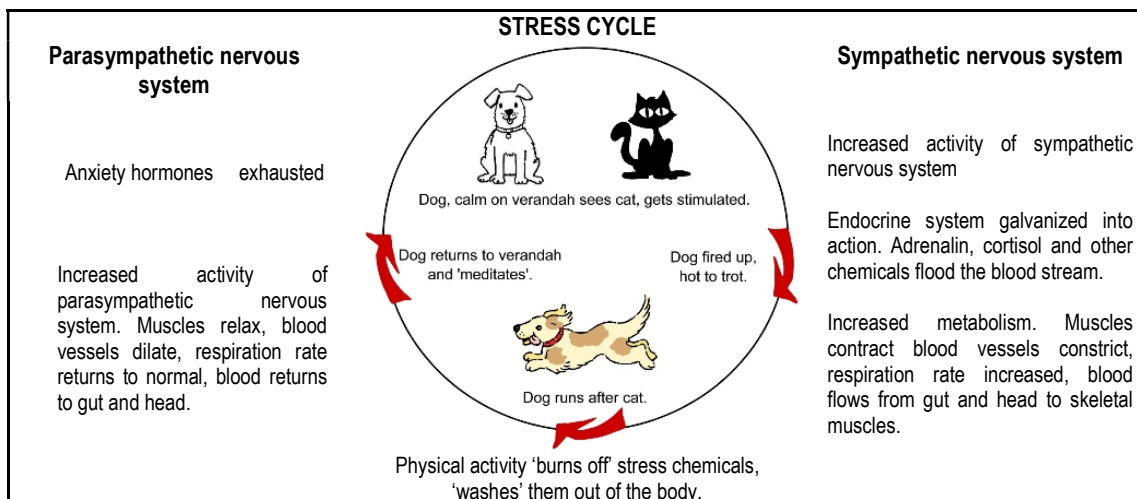 STRESS CYCLE
Parasympathetic nervous
system
Anxiety hormones exhausted
Increased activity of
parasympathetic nervous
system. Muscles relax, blood
vessels dilate, respiration rate
returns to normal, blood returns
to gut and head.
Dog, calm on verandah sees cat, gets stimulated.
Dog returns to verandah
and 'meditates'.
Dog fired up,
hot to trot.
Dog runs after cat.
Physical activity ‘burns off’ stress chemicals,
‘washes’ them out of the body.
Sympathetic nervous system
Increased activity of sympathetic
nervous system
Endocrine system galvanized into
action. Adrenalin, cortisol and other
chemicals flood the blood stream.
Increased metabolism. Muscles
contract blood vessels constrict,
respiration rate increased, blood
flows from gut and head to skeletal
muscles.